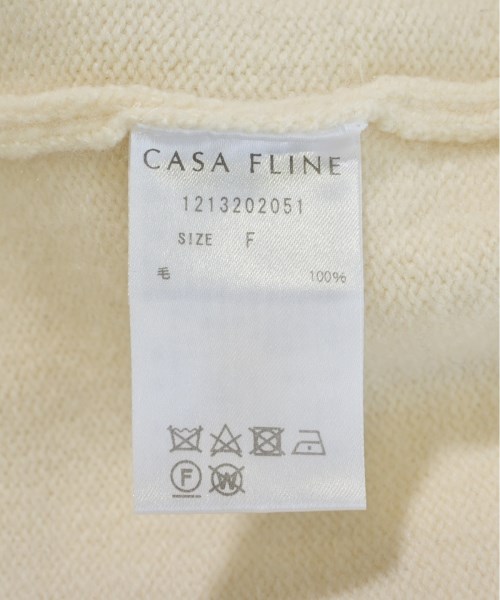 CASA FLINE
1213202051
SIZE F
毛 100%
F W